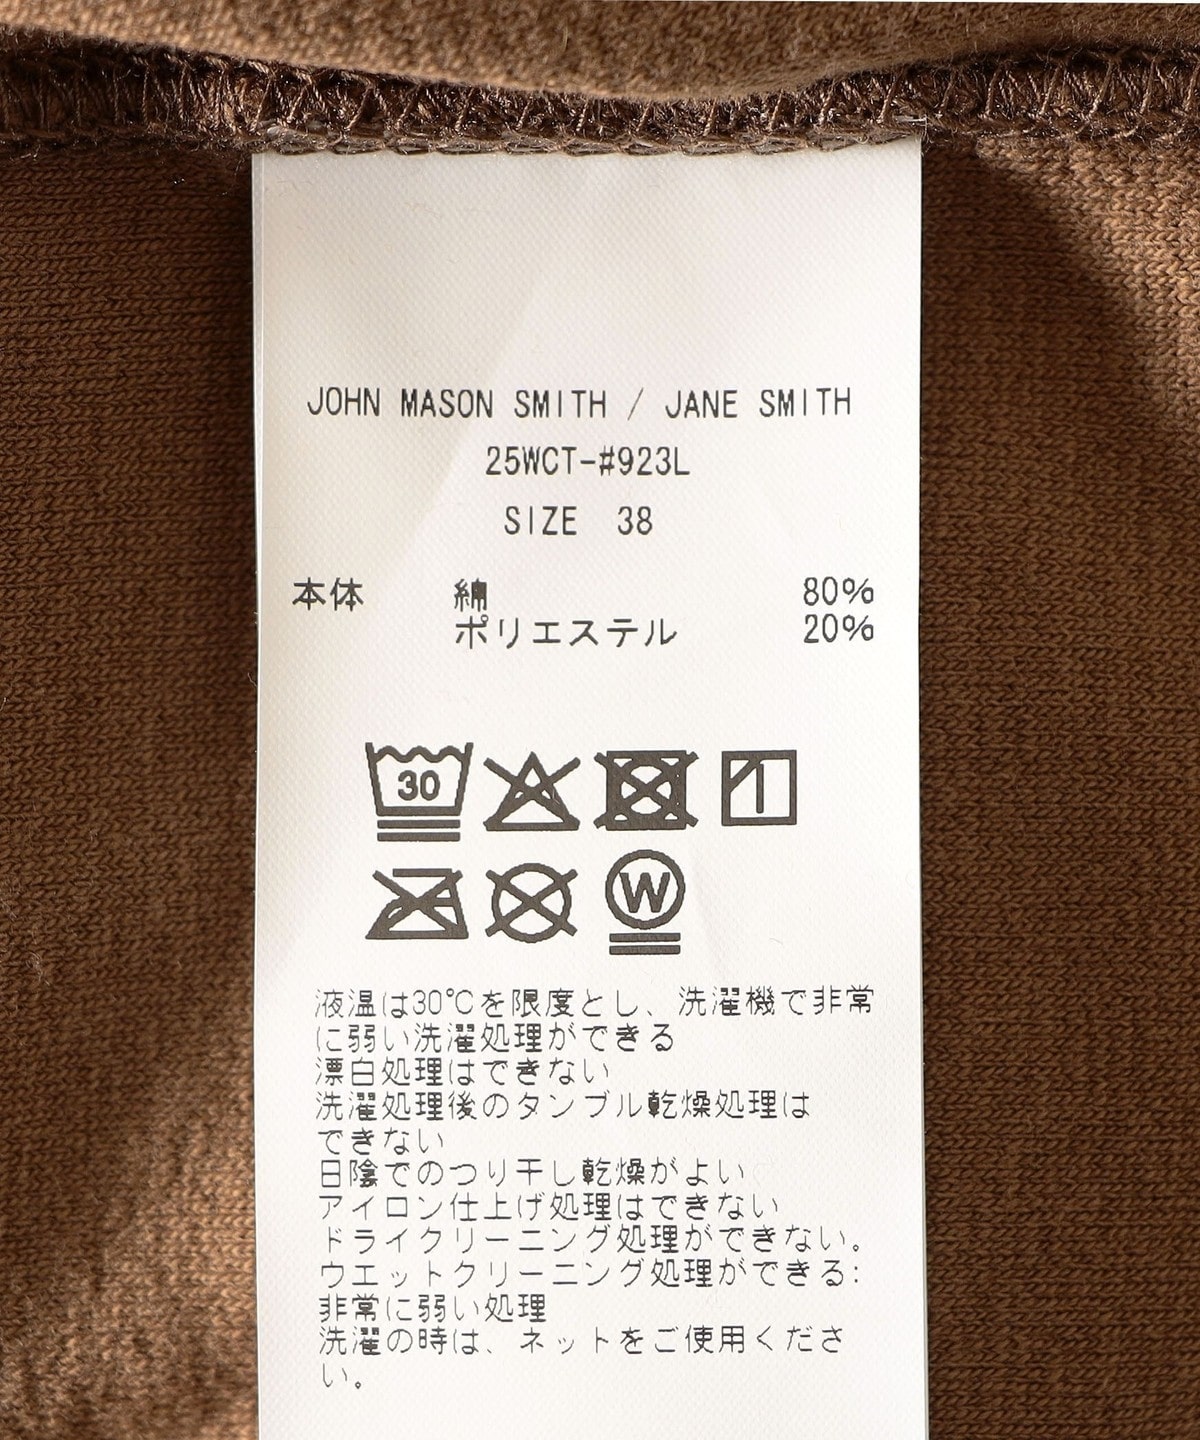 JOHN MASON SMITH / JANE SMITH
25WCT-#923L
SIZE 38
本体 綿 80%
ポリエステル 20%
30
W
液温は30℃を限度とし、洗濯機で非常
に弱い洗濯処理ができる
漂白処理はできない
洗濯処理後のタンブル乾燥処理は
できない
日陰でのつり干し乾燥がよい
アイロン仕上げ処理はできない
ドライクリーニング処理ができない。
ウエットクリーニング処理ができる:
非常に弱い処理
洗濯の時は、ネットをご使用くださ
い。